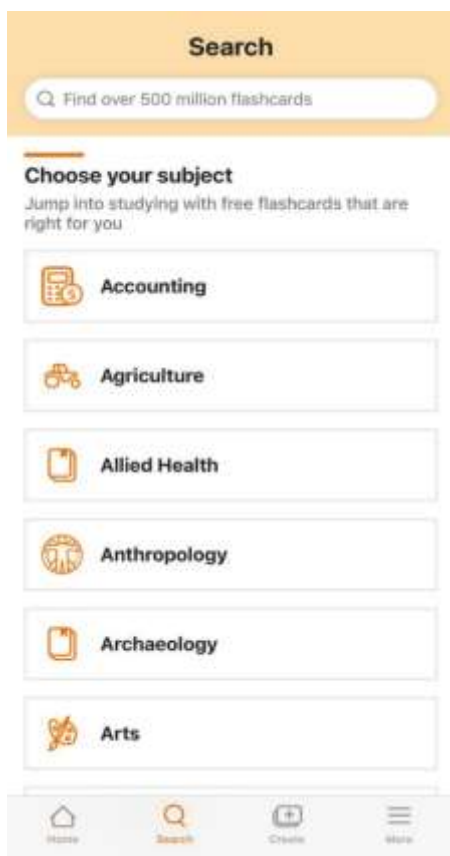 Search
Find over 500 million flashcards
Choose your subject
Jump into studying with free flashcards that are
right for you
Accounting
Agriculture
Allied Health
Anthropology
Archaeology
Arts
Home
Search
Create
More